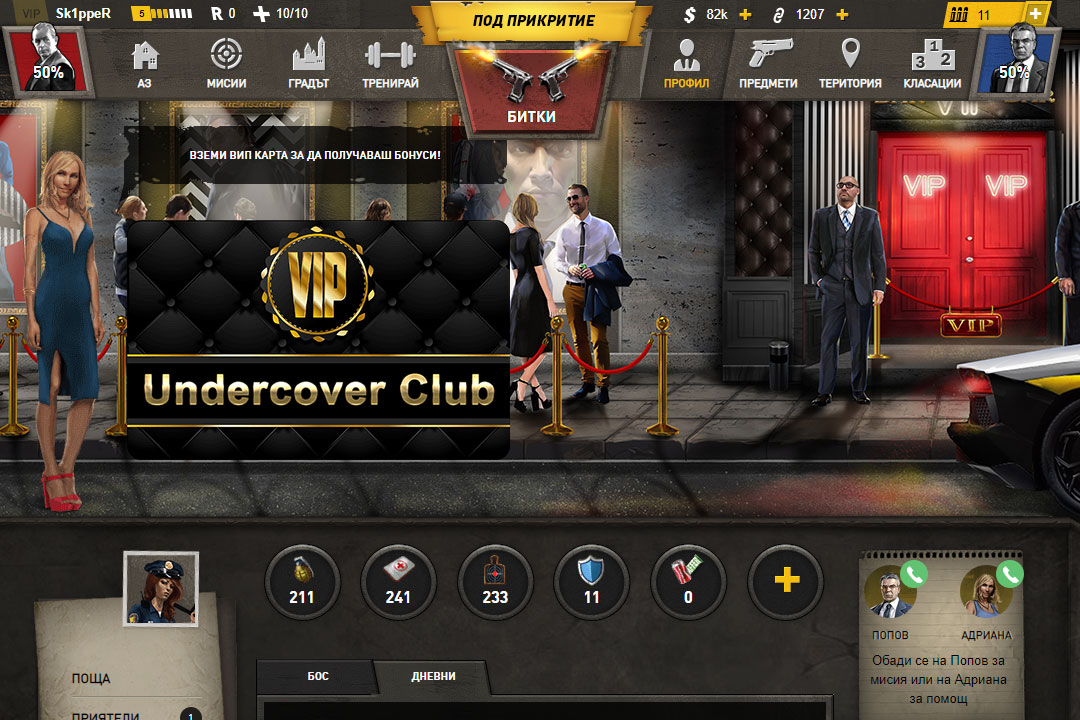 VIP Sk1ppeR 5 R 0 10/10
ПОД ПРИКРИТИЕ
$ 82k 1207 11
50%
АЗ МИСИИ ГРАДЪТ ТРЕНИРАЙ
БИТКИ
ПРОФИЛ ПРЕДМЕТИ ТЕРИТОРИЯ КЛАСАЦИИ
1 2 3
50%
ВЗЕМИ ВИП КАРТА ЗА ДА ПОЛУЧАВАШ БОНУСИ!
VIP VIP
VIP
VIP
Undercover Club
211 241 233 11 0
ПОПОВ АДРИАНА
Обади се на Попов за
мисия или на Адриана
за помощ
ПОЩА
ПРИЯТЕЛИ 1
БОС ДНЕВНИ